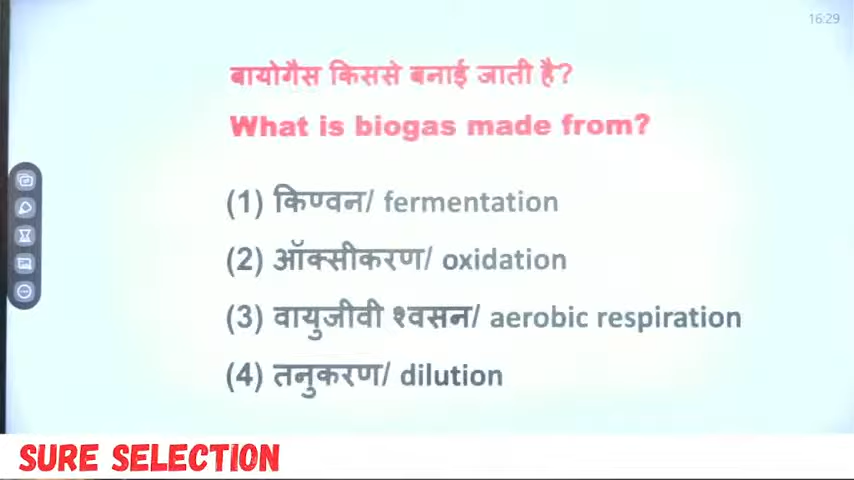 16:29
बायोगैस किससे बनाई जाती है?
What is biogas made from?
(1) किण्वन/ fermentation
(2) ऑक्सीकरण/ oxidation
(3) वायुजीवी श्वसन/ aerobic respiration
(4) तनुकरण/ dilution
SURE SELECTION